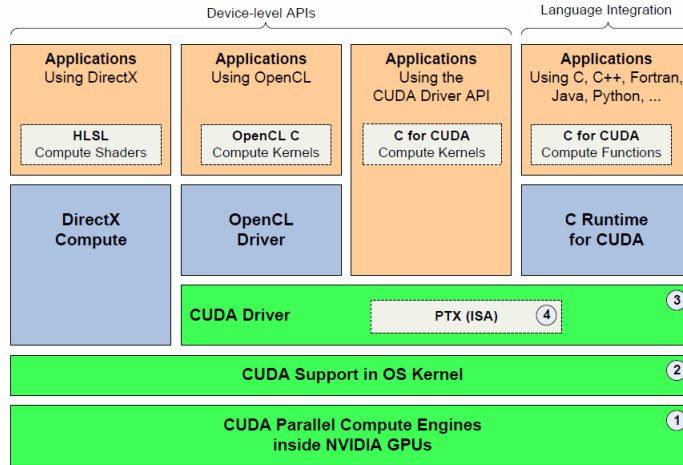 Device-level APIs
Language Integration
Applications
Using DirectX
HLSL
Compute Shaders
Applications
Using OpenCL
OpenCL C
Compute Kernels
Applications
Using the
CUDA Driver API
C for CUDA
Compute Kernels
Applications
Using C, C++, Fortran,
Java, Python, ...
C for CUDA
Compute Functions
DirectX
Compute
OpenCL
Driver
C Runtime
for CUDA
CUDA Driver
PTX (ISA)
4
3
CUDA Support in OS Kernel
2
CUDA Parallel Compute Engines
inside NVIDIA GPUs
1